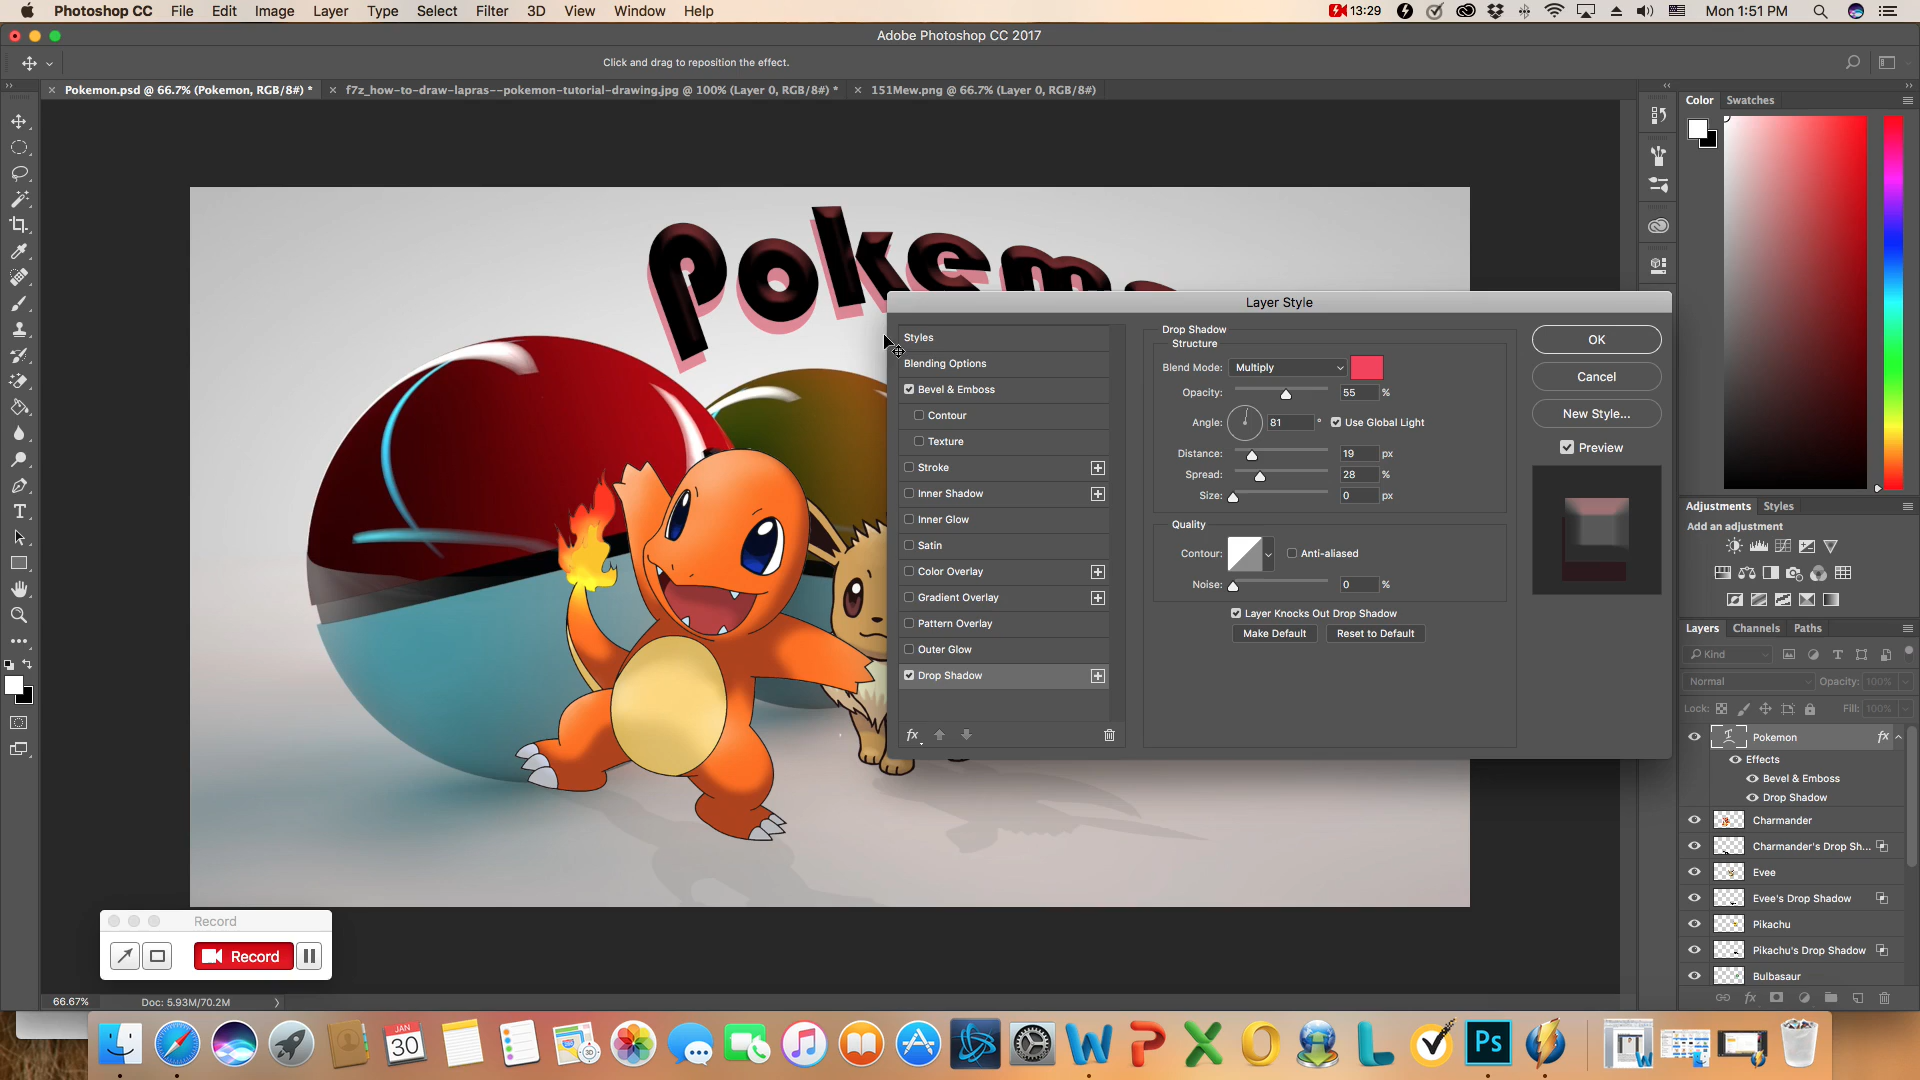 Photoshop CC File Edit Image Layer Type Select Filter 3D View Window Help 13:29 Mon 1:51 PM
Adobe Photoshop CC 2017
Click and drag to reposition the effect.
Pokemon.psd @ 66.7% (Pokemon, RGB/8#) * f7z_how-to-draw-lapras--pokemon-tutorial-drawing.jpg @ 100% (Layer 0, RGB/8#) * 151Mew.png @ 66.7% (Layer 0, RGB/8#)
Color Swatches
Pokem
Layer Style
Styles
Blending Options
Bevel & Emboss
Contour
Texture
Stroke
Inner Shadow
Inner Glow
Satin
Color Overlay
Gradient Overlay
Pattern Overlay
Outer Glow
Drop Shadow
fx
Drop Shadow
Structure
Blend Mode: Multiply
Opacity: 55 %
Angle: 81 ° Use Global Light
Distance: 19 px
Spread: 28 %
Size: 0 px
Quality
Contour: Anti-aliased
Noise: 0 %
Layer Knocks Out Drop Shadow
Make Default Reset to Default
OK
Cancel
New Style...
Preview
Adjustments Styles
Add an adjustment
Layers Channels Paths
Kind
Normal Opacity: 100%
Lock: Fill: 100%
Pokemon fx
Effects
Bevel & Emboss
Drop Shadow
Charmander
Charmander's Drop Sh...
Evee
Evee's Drop Shadow
Pikachu
Pikachu's Drop Shadow
Bulbasaur
fx
Record
Record
66.67% Doc: 5.93M/70.2M
JAN
30
3D
W P X O L Ps